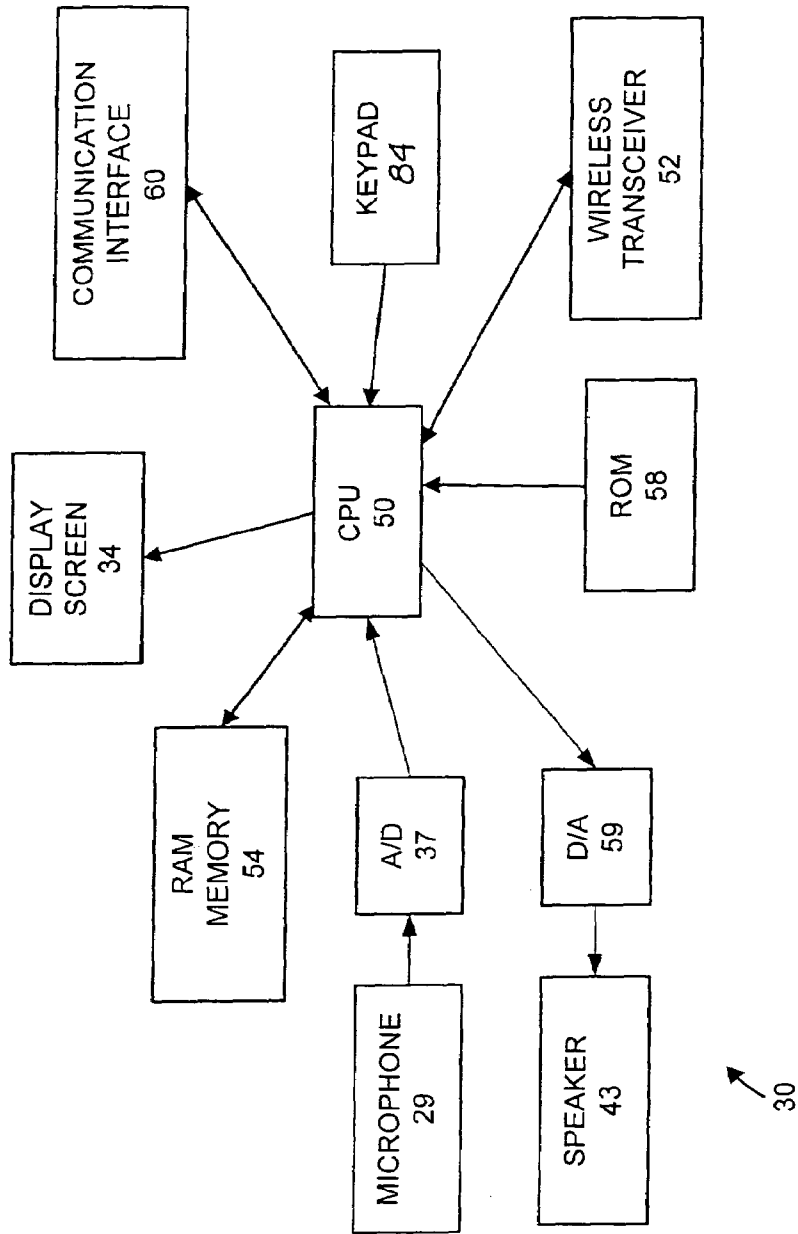 DISPLAY
SCREEN
34
COMMUNICATION
INTERFACE
60
RAM
MEMORY
54
KEYPAD
84
CPU
50
A/D
37
MICROPHONE
29
D/A
59
SPEAKER
43
ROM
58
WIRELESS
TRANSCEIVER
52
30